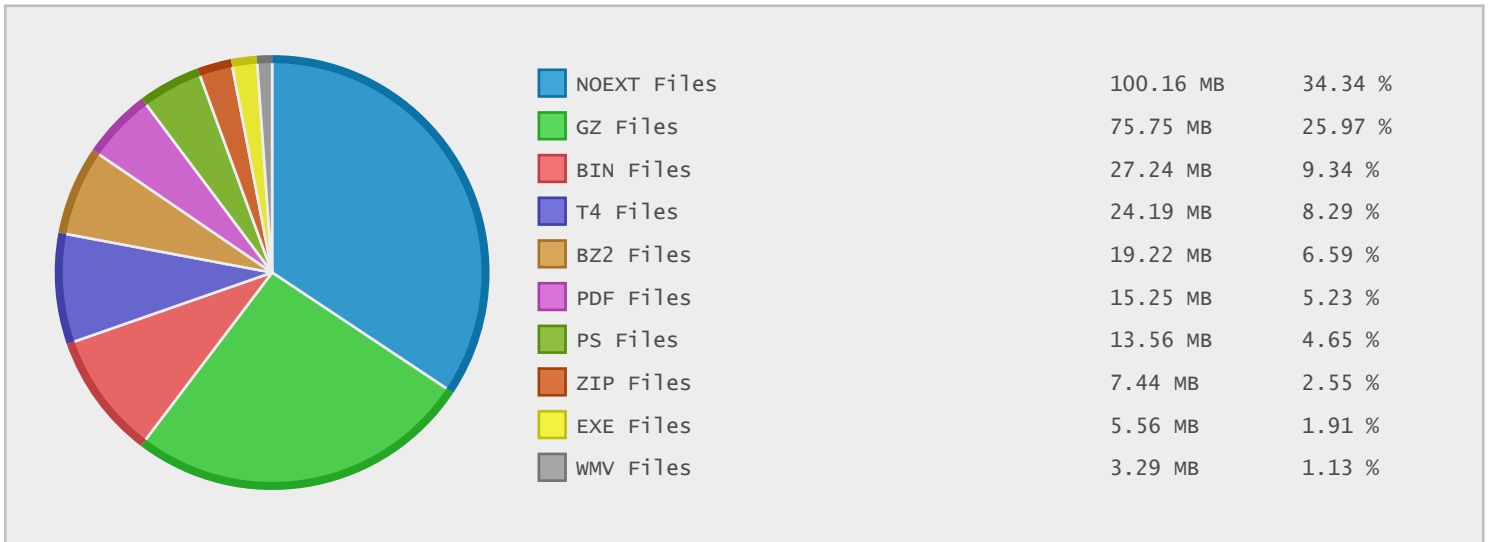 NOEXT Files 100.16 MB 34.34 %
GZ Files 75.75 MB 25.97 %
BIN Files 27.24 MB 9.34 %
T4 Files 24.19 MB 8.29 %
BZ2 Files 19.22 MB 6.59 %
PDF Files 15.25 MB 5.23 %
PS Files 13.56 MB 4.65 %
ZIP Files 7.44 MB 2.55 %
EXE Files 5.56 MB 1.91 %
WMV Files 3.29 MB 1.13 %